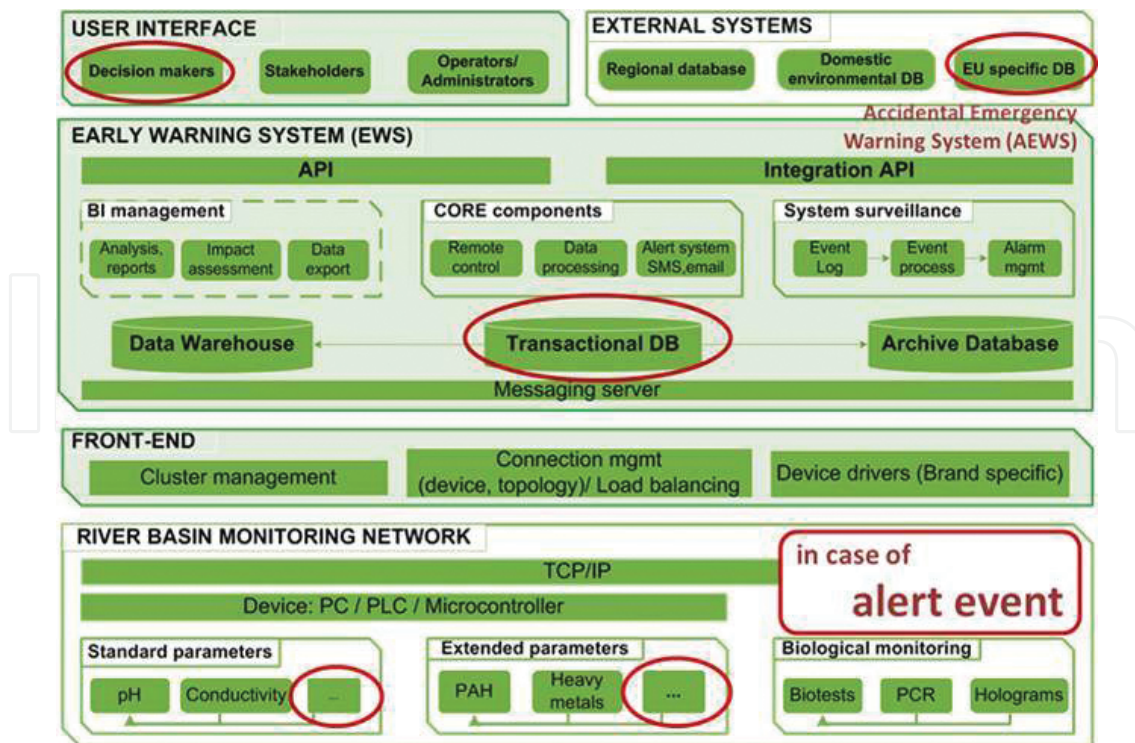 USER INTERFACE
Decision makers
Stakeholders
Operators/
Administrators
EXTERNAL SYSTEMS
Regional database
Domestic
environmental DB
EU specific DB
Accidental Emergency
Warning System (AEWS)
EARLY WARNING SYSTEM (EWS)
API
Integration API
BI management
Analysis,
reports
Impact
assessment
Data
export
CORE components
Remote
control
Data
processing
Alert system
SMS,email
System surveillance
Event
Log
Event
process
Alarm
mgmt
Data Warehouse
Transactional DB
Archive Database
Messaging server
FRONT-END
Cluster management
Connection mgmt
(device, topology)/ Load balancing
Device drivers (Brand specific)
RIVER BASIN MONITORING NETWORK
TCP/IP
in case of
alert event
Device: PC / PLC / Microcontroller
Standard parameters
pH
Conductivity
...
Extended parameters
PAH
Heavy
metals
...
Biological monitoring
Biotests
PCR
Holograms